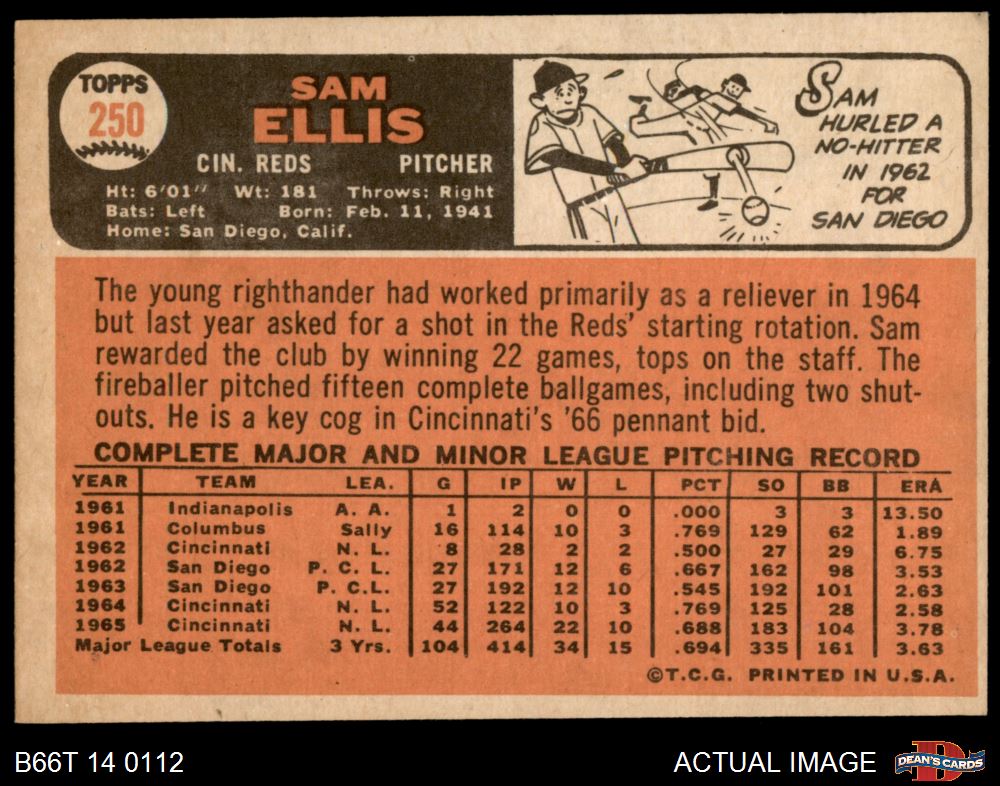 TOPPS
250
SAM
ELLIS
CIN. REDS PITCHER
Ht: 6'01" Wt: 181 Throws: Right
Bats: Left Born: Feb. 11, 1941
Home: San Diego, Calif.
SAM
HURLED A
NO-HITTER
IN 1962
FOR
SAN DIEGO
The young righthander had worked primarily as a reliever in 1964
but last year asked for a shot in the Reds' starting rotation. Sam
rewarded the club by winning 22 games, tops on the staff. The
fireballer pitched fifteen complete ballgames, including two shut-
outs. He is a key cog in Cincinnati's '66 pennant bid.
COMPLETE MAJOR AND MINOR LEAGUE PITCHING RECORD
YEAR TEAM LEA. G IP W L PCT SO BB ERA
1961 Indianapolis A. A. 1 2 0 0 .000 3 3 13.50
1961 Columbus Sally 16 114 10 3 .769 129 62 1.89
1962 Cincinnati N. L. 8 28 2 2 .500 27 29 6.75
1962 San Diego P. C. L. 27 171 12 6 .667 162 98 3.53
1963 San Diego P. C.L. 27 192 12 10 .545 192 101 2.63
1964 Cincinnati N. L. 52 122 10 3 .769 125 28 2.58
1965 Cincinnati N. L. 44 264 22 10 .688 183 104 3.78
Major League Totals 3 Yrs. 104 414 34 15 .694 335 161 3.63
©T.C.G. PRINTED IN U.S.A.
B66T 14 0112 ACTUAL IMAGE D DEAN'S CARDS